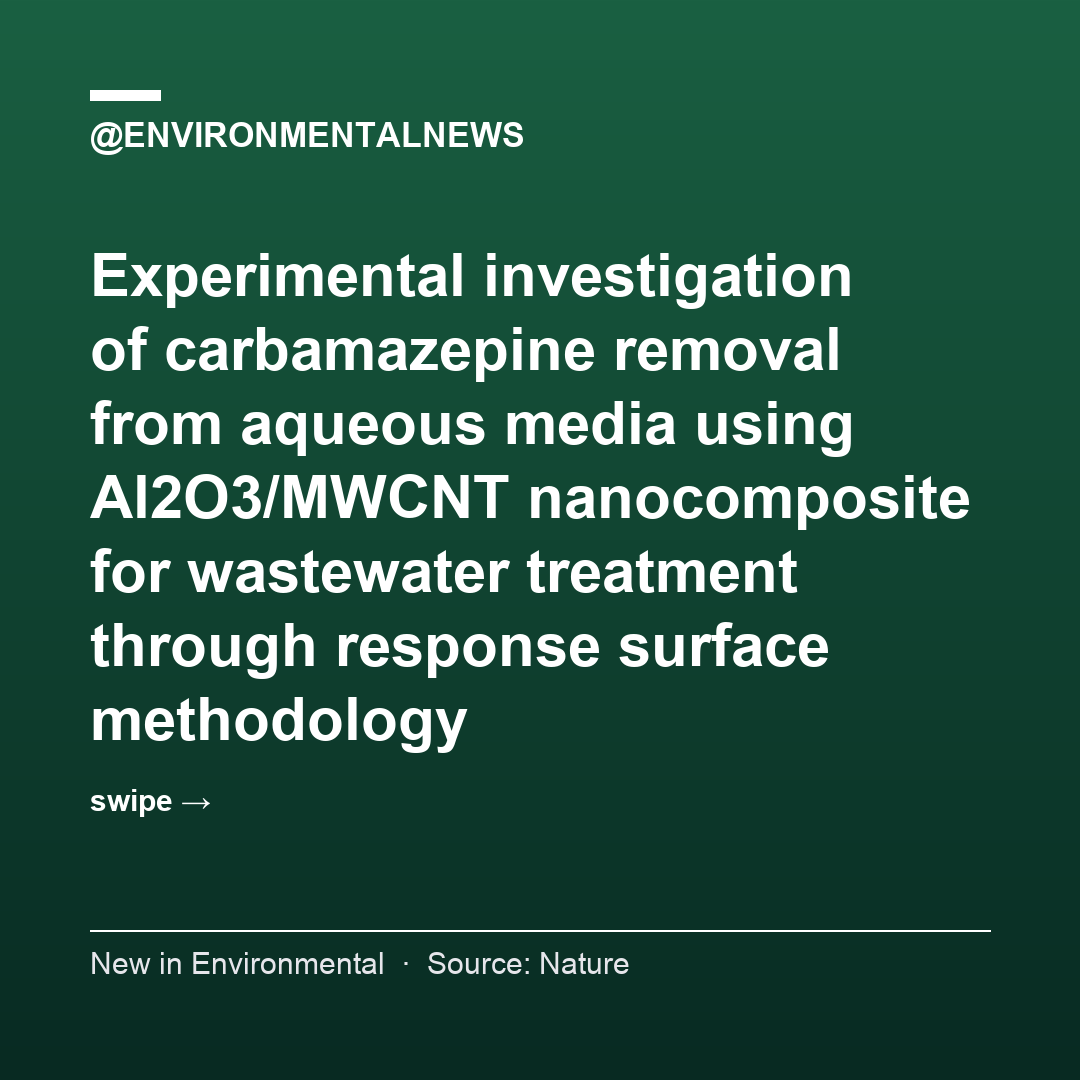 @ENVIRONMENTALNEWS
Experimental investigation
of carbamazepine removal
from aqueous media using
Al2O3/MWCNT nanocomposite
for wastewater treatment
through response surface
methodology
swipe →
New in Environmental · Source: Nature